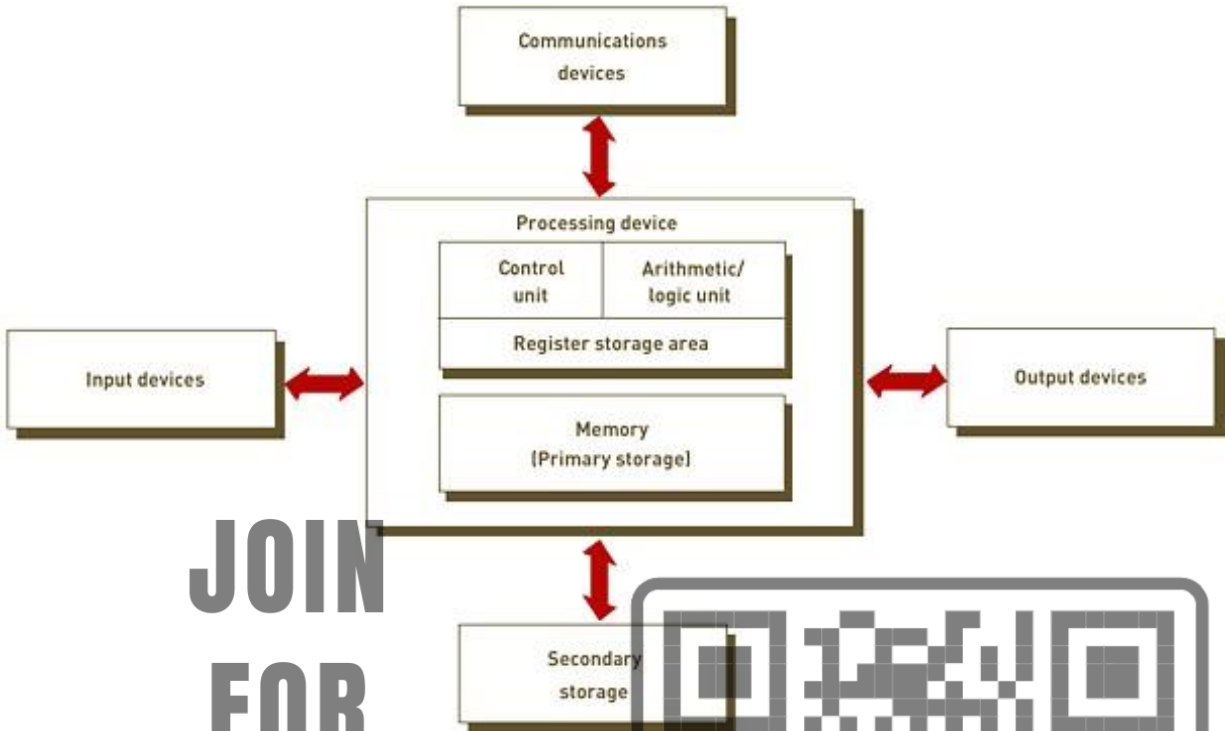 Communications
devices
Processing device
Control
unit
Arithmetic/
logic unit
Register storage area
Input devices
Output devices
Memory
(Primary storage)
JOIN
FOR
Secondary
storage